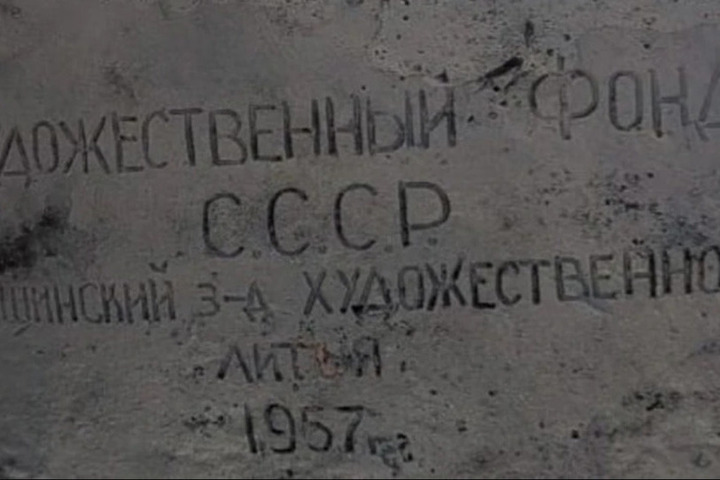 ДОЖЕСТВЕННЫЙ ФОНД
С.С.С.Р.
ШИНСКИЙ З-Д ХУДОЖЕСТВЕННО
ЛИТЬЯ
1957 г.